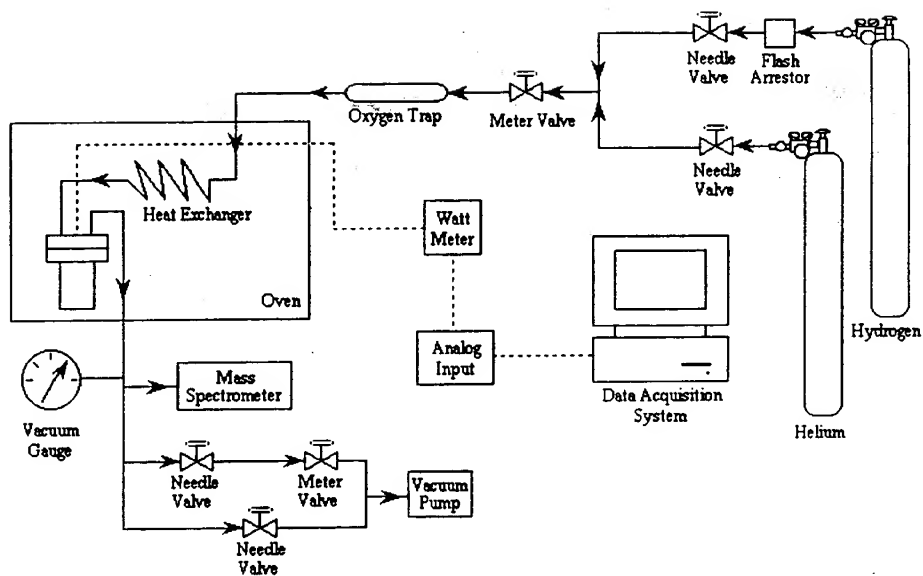 Needle
Valve
Flash
Arrestor
Oxygen Trap
Meter Valve
Needle
Valve
Heat Exchanger
Watt
Meter
Oven
Hydrogen
Analog
Input
Mass
Spectrometer
Data Acquisition
System
Helium
Vacuum
Gauge
Needle
Valve
Meter
Valve
Vacuum
Pump
Needle
Valve